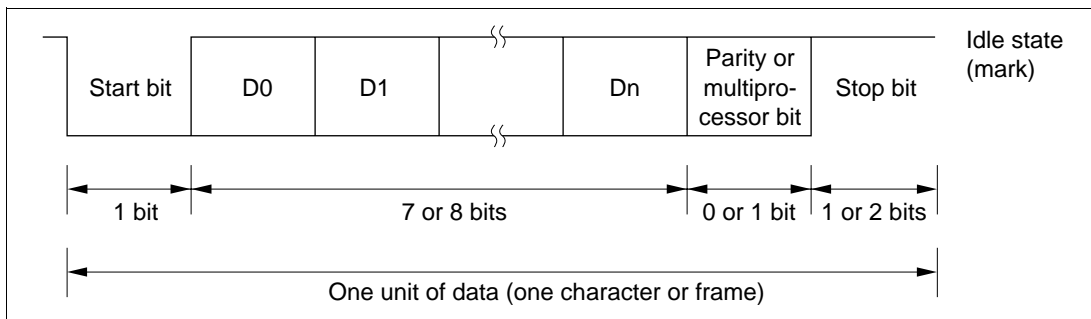 Idle state
(mark)
Start bit
D0
D1
Dn
Parity or
multipro-
cessor bit
Stop bit
1 bit
7 or 8 bits
0 or 1 bit
1 or 2 bits
One unit of data (one character or frame)